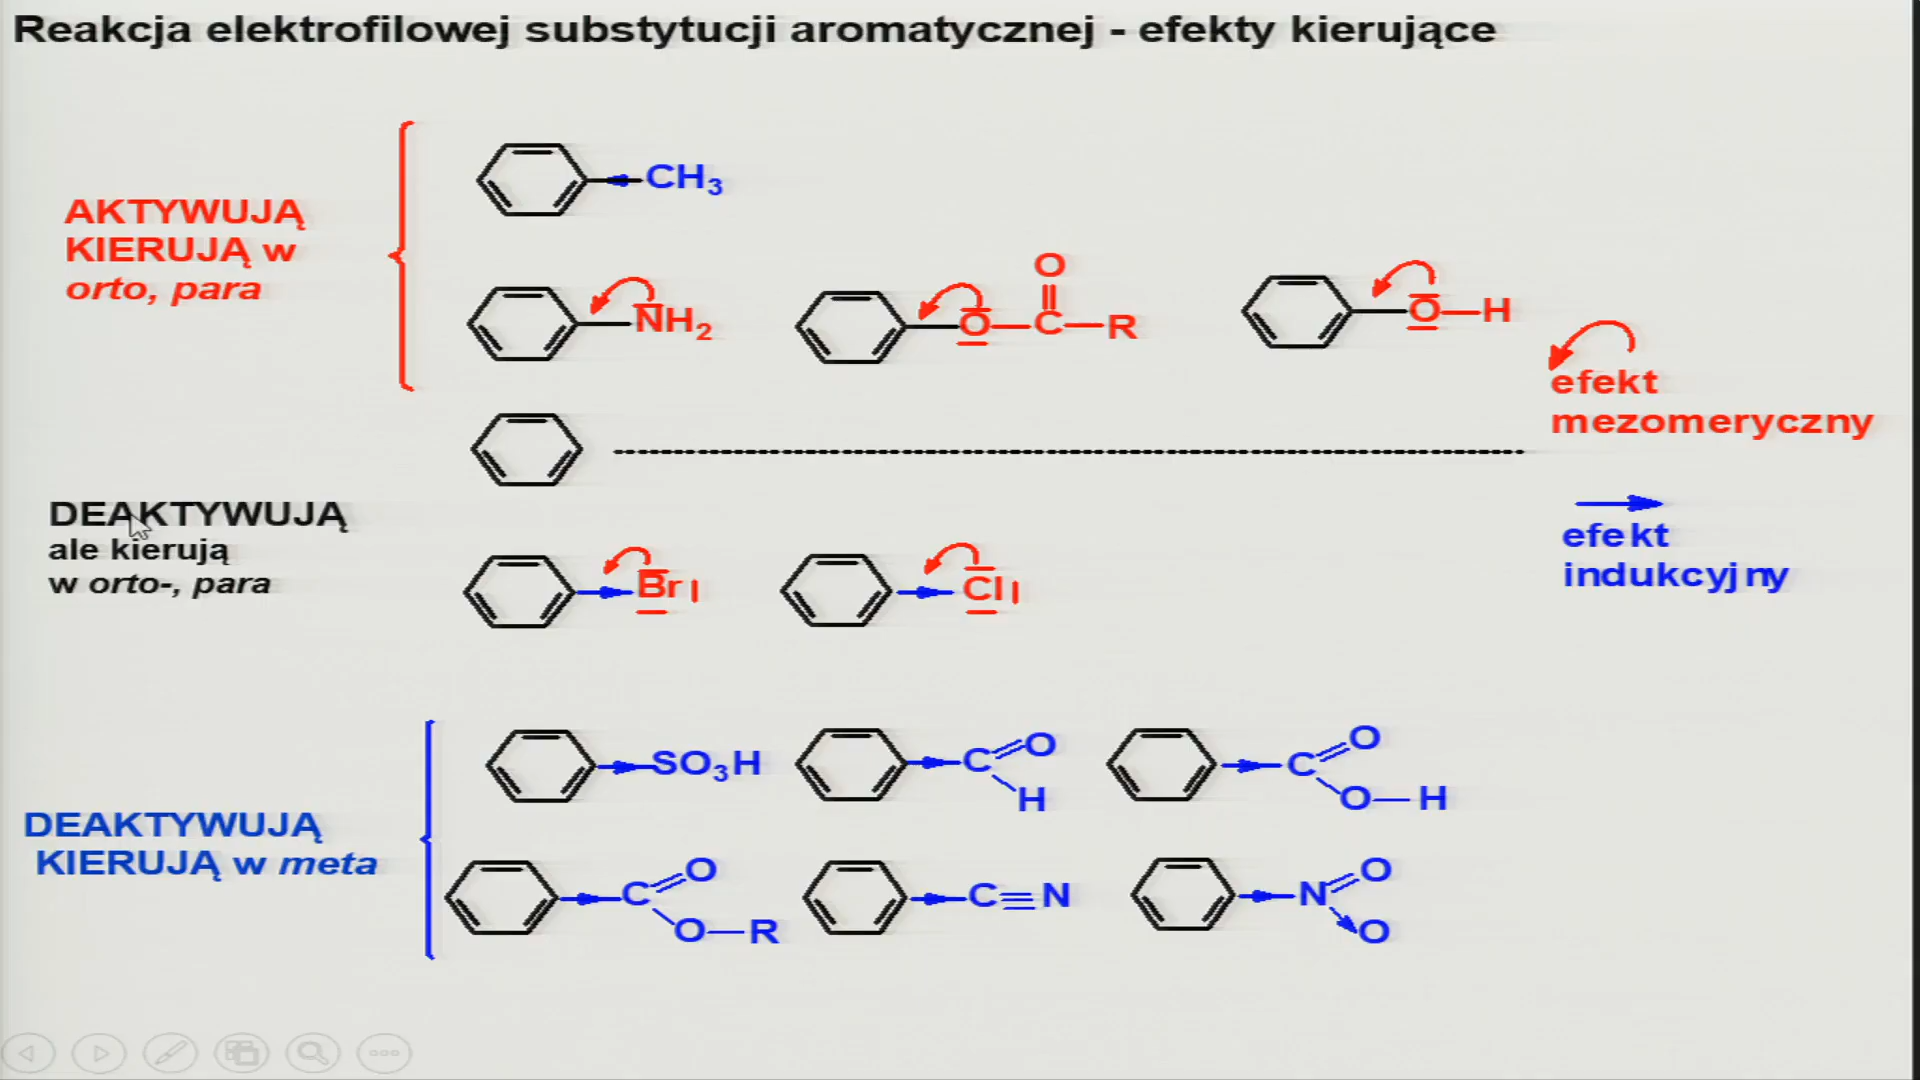 Reakcja elektrofilowej substytucji aromatycznej - efekty kierujące
AKTYWUJĄ
KIERUJĄ w
orto, para
CH3
NH2
O
O C R
O H
efekt
mezomeryczny
DEAKTYWUJĄ
ale kierują
w orto-, para
Br
Cl
efekt
indukcyjny
DEAKTYWUJĄ
KIERUJĄ w meta
SO3H
C O
H
C O
O H
C O
O R
C N
N O
O